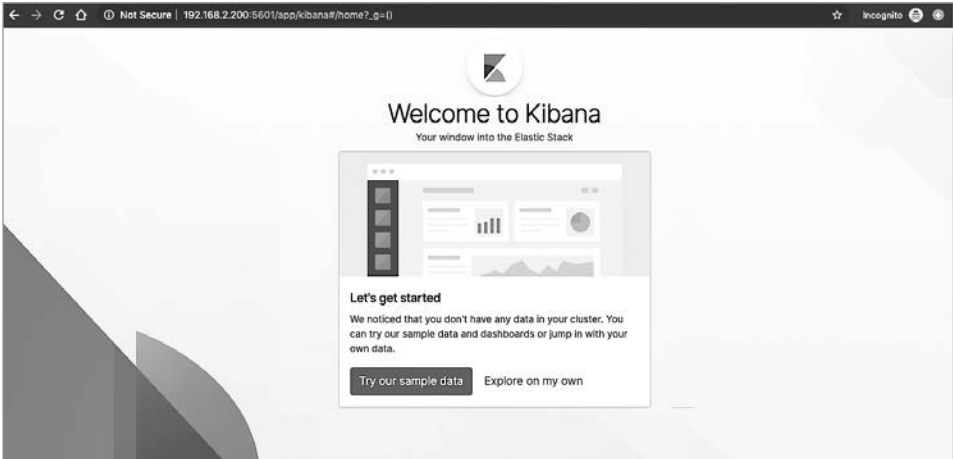 Not Secure | 192.168.2.200:5601/app/kibana#/home?_g=()
Incognito
Welcome to Kibana
Your window into the Elastic Stack
Let's get started
We noticed that you don't have any data in your cluster. You
can try our sample data and dashboards or jump in with your
own data.
Try our sample data
Explore on my own